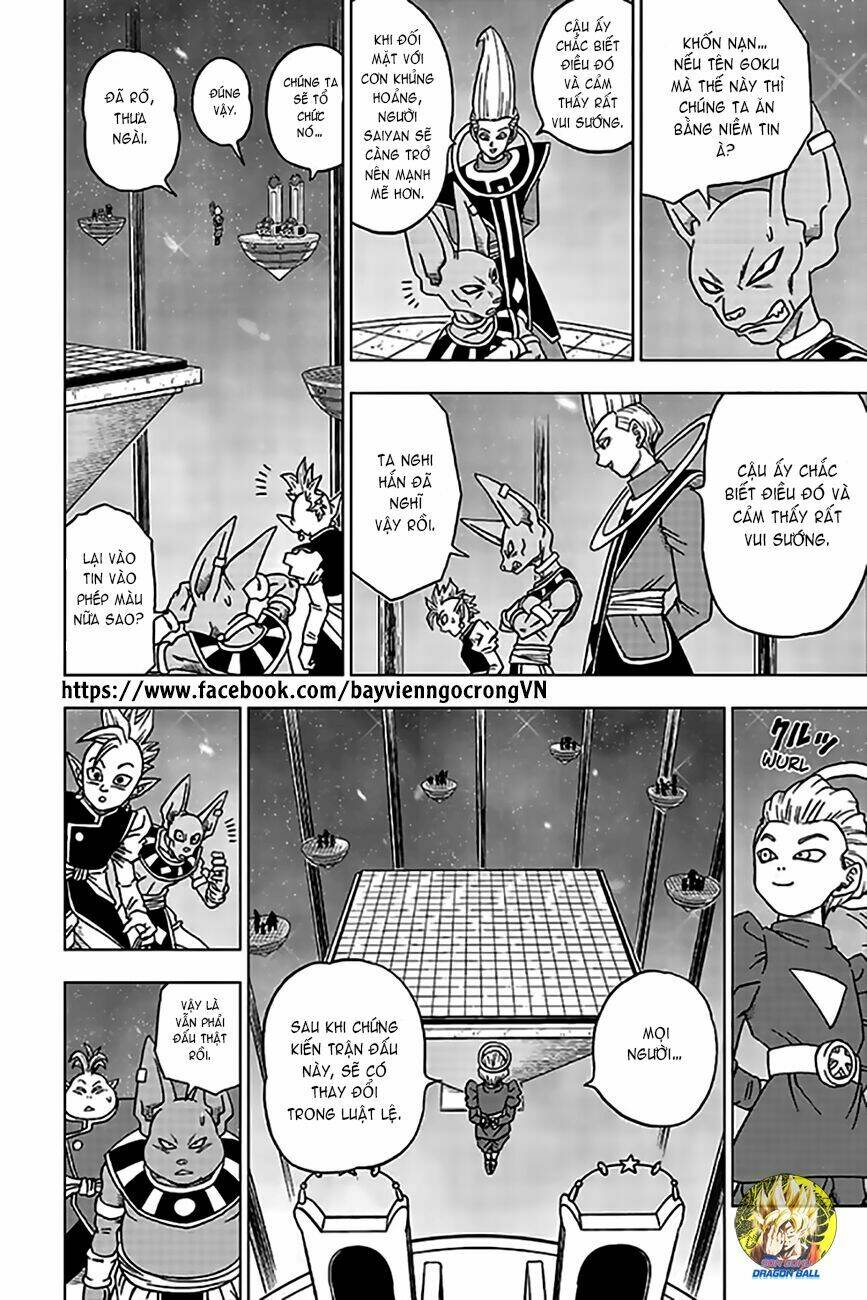 KHỐN NẠN...
NẾU TÊN GOKU
MÀ THẾ NÀY THÌ
CHÚNG TA ĂN
BẰNG NIỀM TIN
À?
CẬU ẤY
CHẮC BIẾT
ĐIỀU ĐÓ
VÀ CẢM
THẤY RẤT
VUI SƯỚNG.
KHI ĐỐI
MẶT VỚI
CƠN KHỦNG
HOẢNG,
NGƯỜI
SAIYAN SẼ
CÀNG TRỞ
NÊN MẠNH
MẼ HƠN.
CẬU ẤY CHẮC
BIẾT ĐIỀU ĐÓ VÀ
CẢM THẤY RẤT
VUI SƯỚNG.
TA NGHI
HẮN ĐÃ
NGHĨ
VẬY RỒI.
CHÚNG TA
SẼ TỔ
CHỨC
NÓ...
ĐÚNG
VẬY.
ĐÃ RÕ,
THƯA
NGÀI.
LẠI VÀO
TIN VÀO
PHÉP MÀU
NỮA SAO?
https://www.facebook.com/bayvienngocrongVN
クルッ
WURL
MỌI
NGƯỜI...
SAU KHI CHỨNG
KIẾN TRẬN ĐẤU
NÀY, SẼ CÓ
THAY ĐỔI
TRONG LUẬT LỆ.
VẬY LÀ
VẪN PHẢI
ĐẤU THẬT
RỒI.
DRAGON BALL